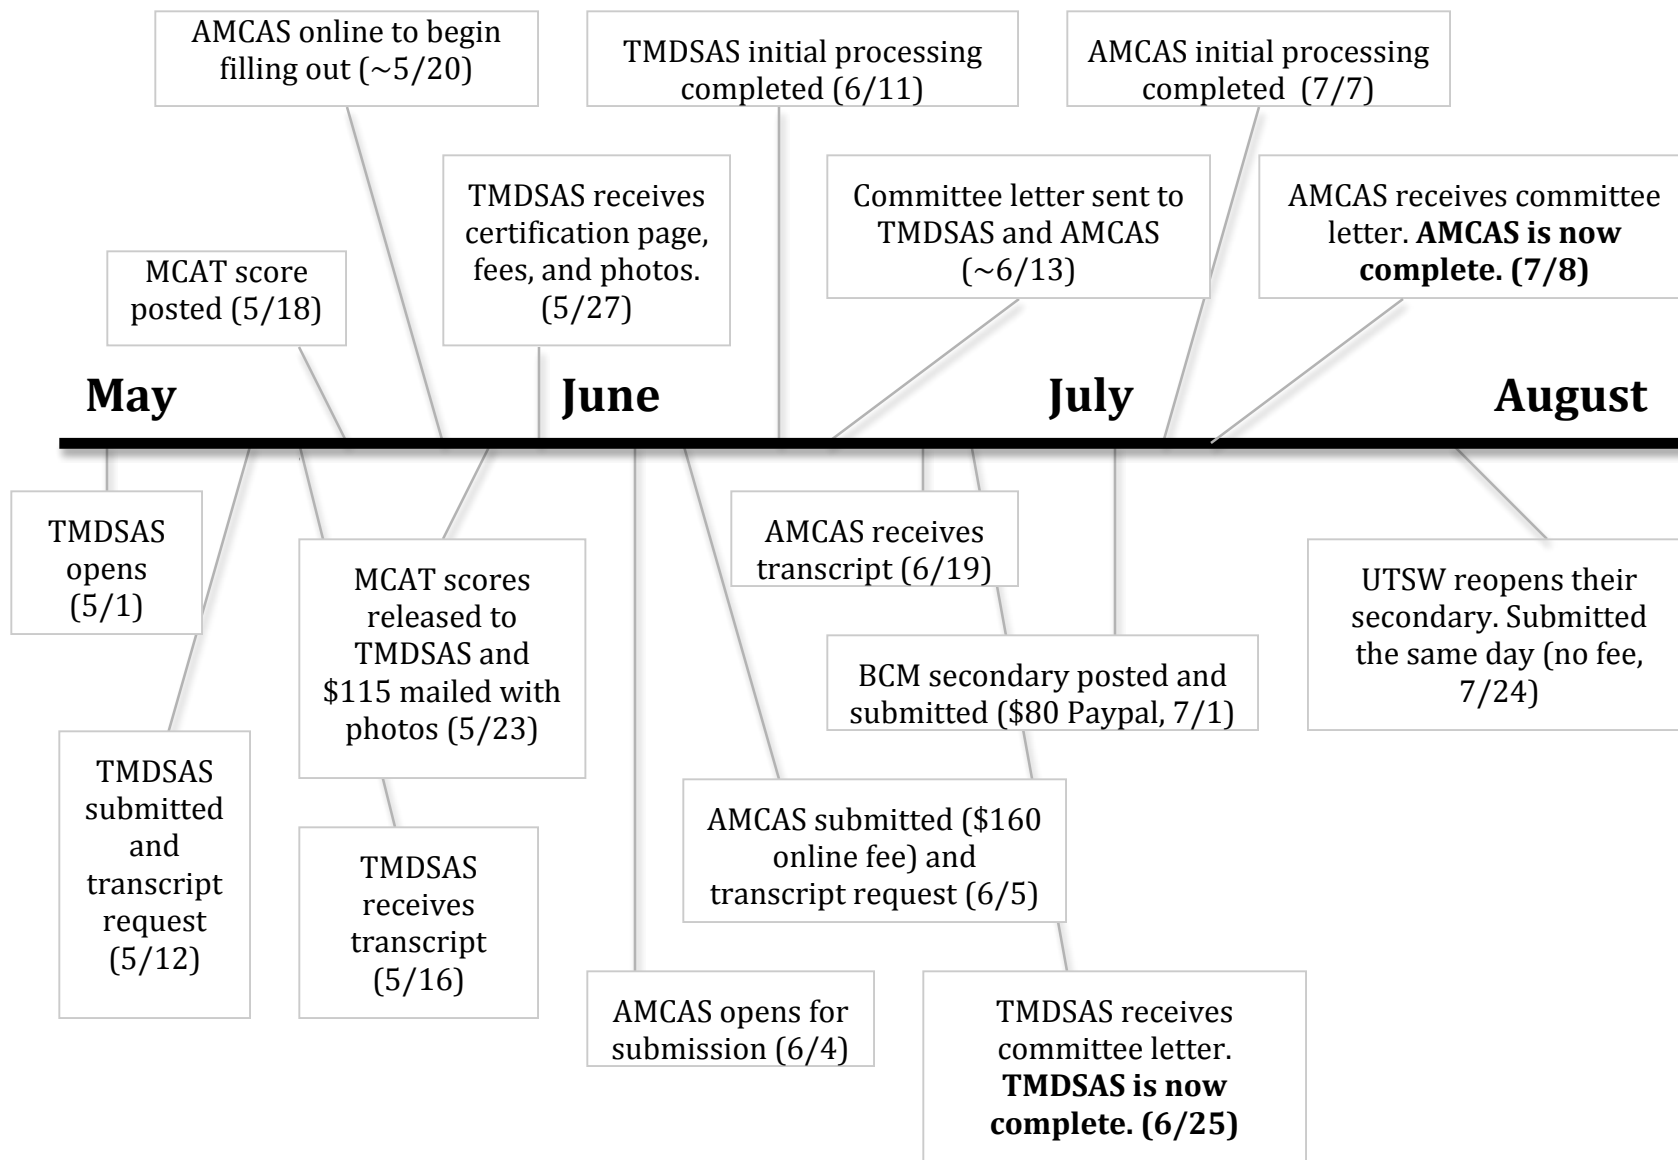 AMCAS online to begin
filling out (~5/20)
TMDSAS initial processing
completed (6/11)
AMCAS initial processing
completed  (7/7)
MCAT score
posted (5/18)
TMDSAS receives
certification page,
fees, and photos.
(5/27)
Committee letter sent to
TMDSAS and AMCAS
(~6/13)
AMCAS receives committee
letter. AMCAS is now
complete. (7/8)
May
June
July
August
TMDSAS
opens
(5/1)
TMDSAS
submitted
and
transcript
request
(5/12)
MCAT scores
released to
TMDSAS and
$115 mailed with
photos (5/23)
TMDSAS
receives
transcript
(5/16)
AMCAS opens for
submission (6/4)
AMCAS submitted ($160
online fee) and
transcript request (6/5)
AMCAS receives
transcript (6/19)
BCM secondary posted and
submitted ($80 Paypal, 7/1)
TMDSAS receives
committee letter.
TMDSAS is now
complete. (6/25)
UTSW reopens their
secondary. Submitted
the same day (no fee,
7/24)